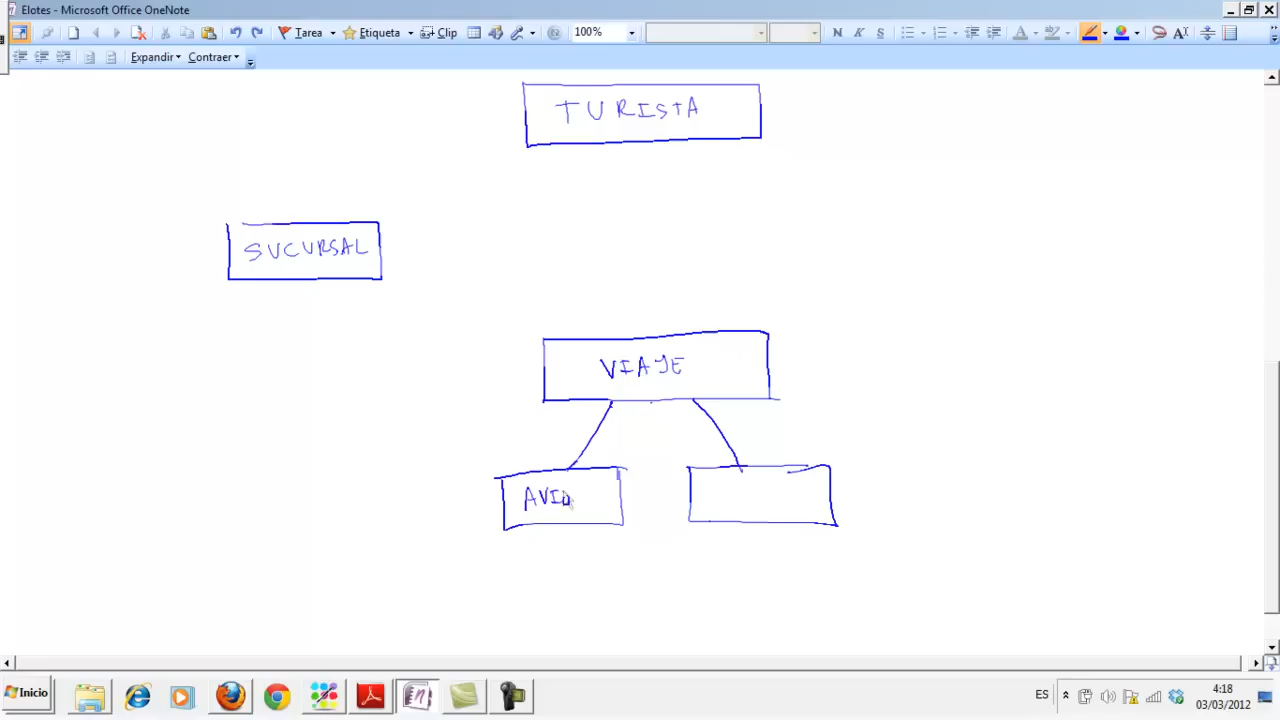 Elotes - Microsoft Office OneNote
Tarea Etiqueta Clip 100% N K S A
Expandir Contraer
TURISTA
SUCURSAL
VIAJE
AVIO
Inicio
ES
4:18
03/03/2012